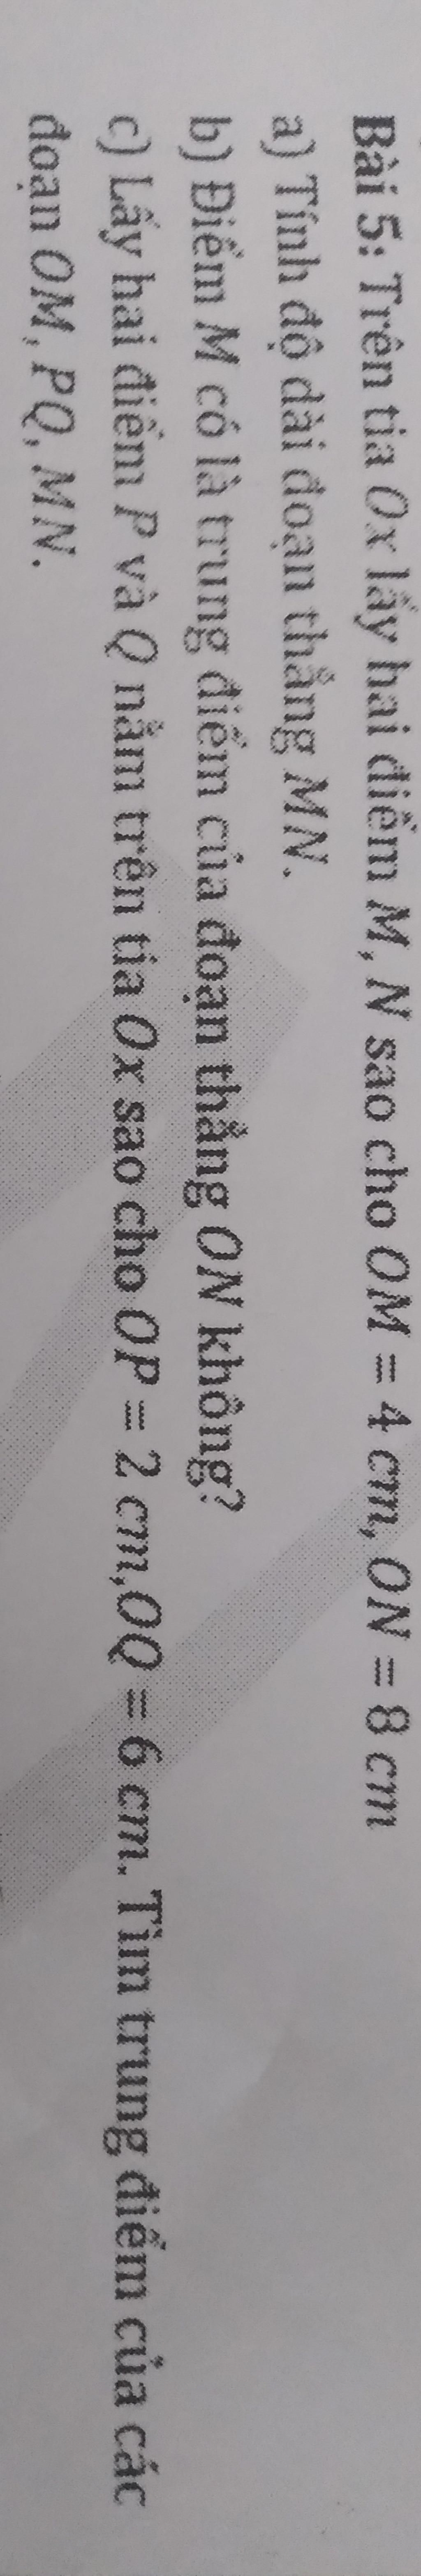 Bài 5: Trên tia Ox lấy hai điểm M, N sao cho OM = 4 cm, ON = 8 cm
a) Tính độ dài đoạn thẳng MN.
b) Điểm M có là trung điểm của đoạn thẳng ON không?
c) Lấy hai điểm P và Q nằm trên tia Ox sao cho OP = 2 cm,OQ = 6 cm. Tìm trung điểm của các
đoạn OM, PQ, MN.